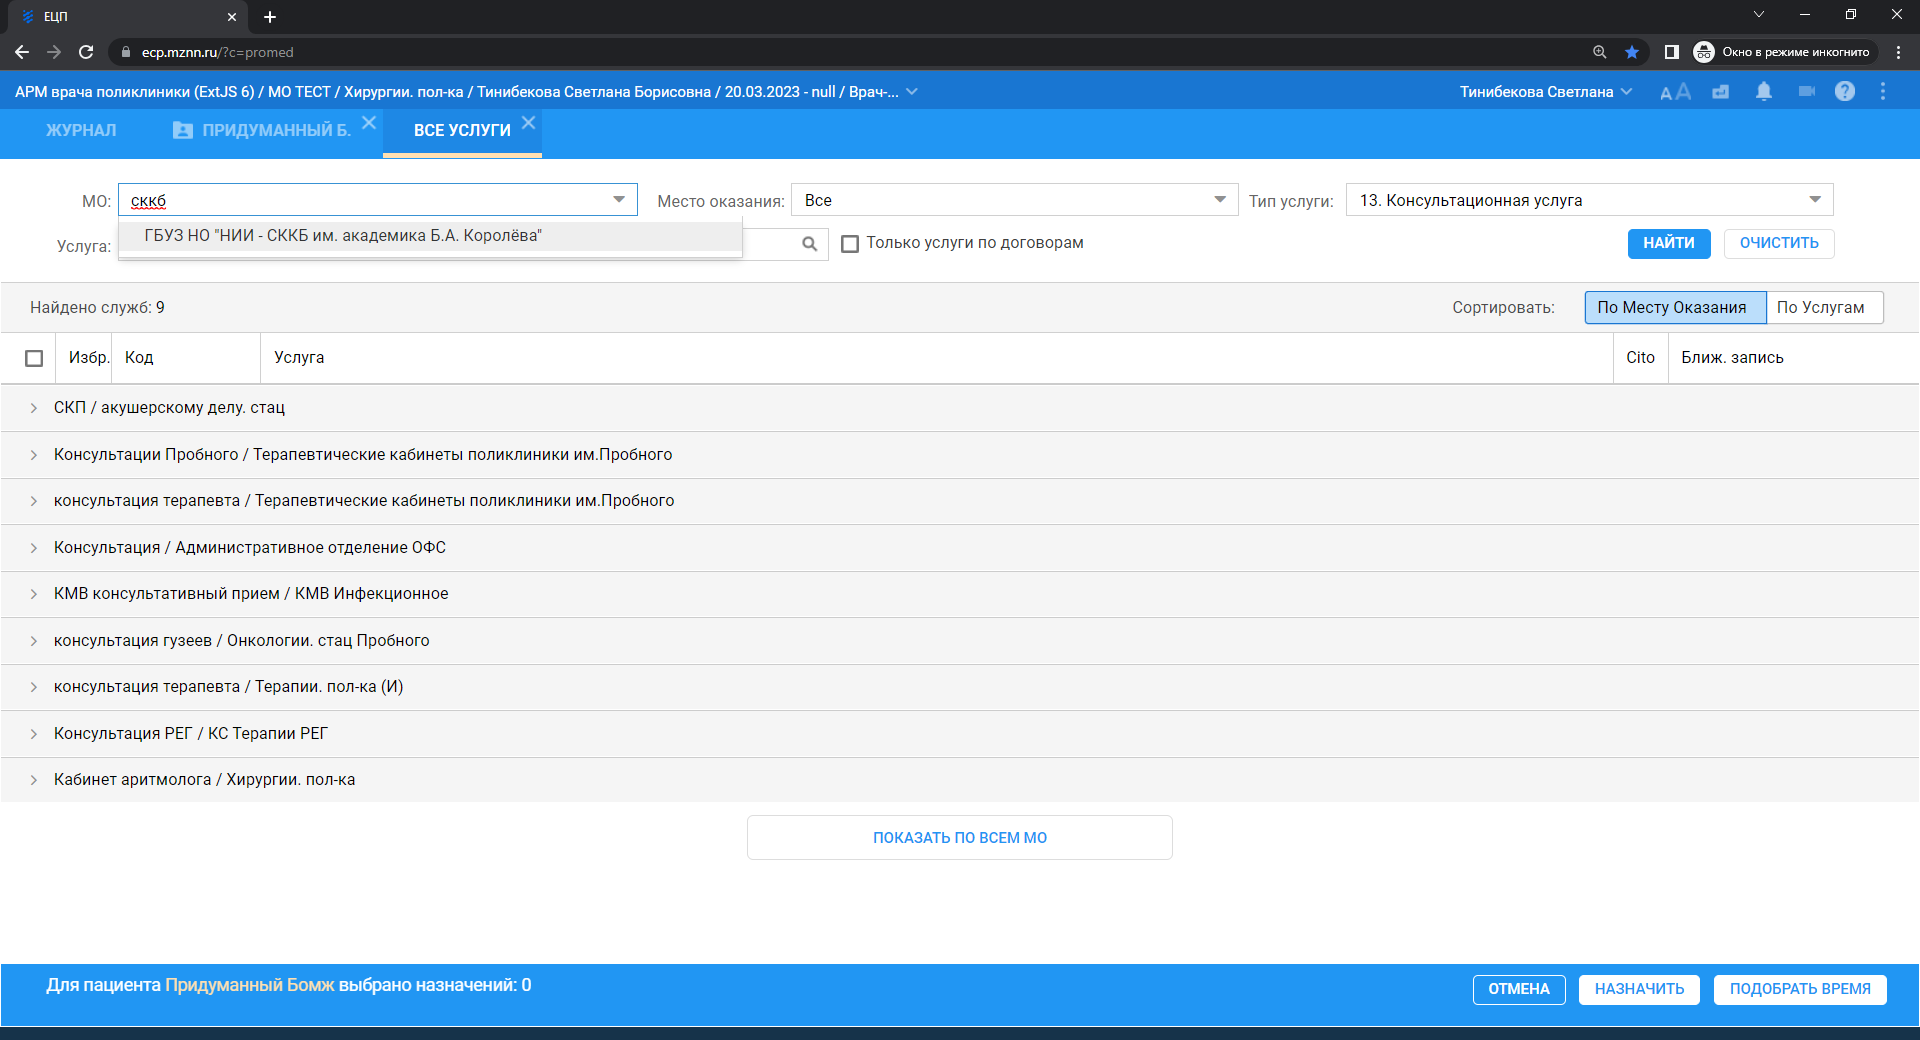 ЕЦП
ecp.mznn.ru/?c=promed
Окно в режиме инкогнито
АРМ врача поликлиники (ExtJS 6) / МО ТЕСТ / Хирургии. пол-ка / Тинибекова Светлана Борисовна / 20.03.2023 - null / Врач-...
Тинибекова Светлана
ЖУРНАЛ
ПРИДУМАННЫЙ Б.
ВСЕ УСЛУГИ
МО: сккб
Место оказания: Все
Тип услуги: 13. Консультационная услуга
ГБУЗ НО "НИИ - СККБ им. академика Б.А. Королёва"
Услуга:
Только услуги по договорам
НАЙТИ
ОЧИСТИТЬ
Найдено служб: 9
Сортировать: По Месту Оказания По Услугам
Избр. Код Услуга Cito Ближ. запись
СКП / акушерскому делу. стац
Консультации Пробного / Терапевтические кабинеты поликлиники им.Пробного
консультация терапевта / Терапевтические кабинеты поликлиники им.Пробного
Консультация / Административное отделение ОФС
КМВ консультативный прием / КМВ Инфекционное
консультация гузеев / Онкологии. стац Пробного
консультация терапевта / Терапии. пол-ка (И)
Консультация РЕГ / КС Терапии РЕГ
Кабинет аритмолога / Хирургии. пол-ка
ПОКАЗАТЬ ПО ВСЕМ МО
Для пациента Придуманный Бомж выбрано назначений: 0
ОТМЕНА
НАЗНАЧИТЬ
ПОДОБРАТЬ ВРЕМЯ